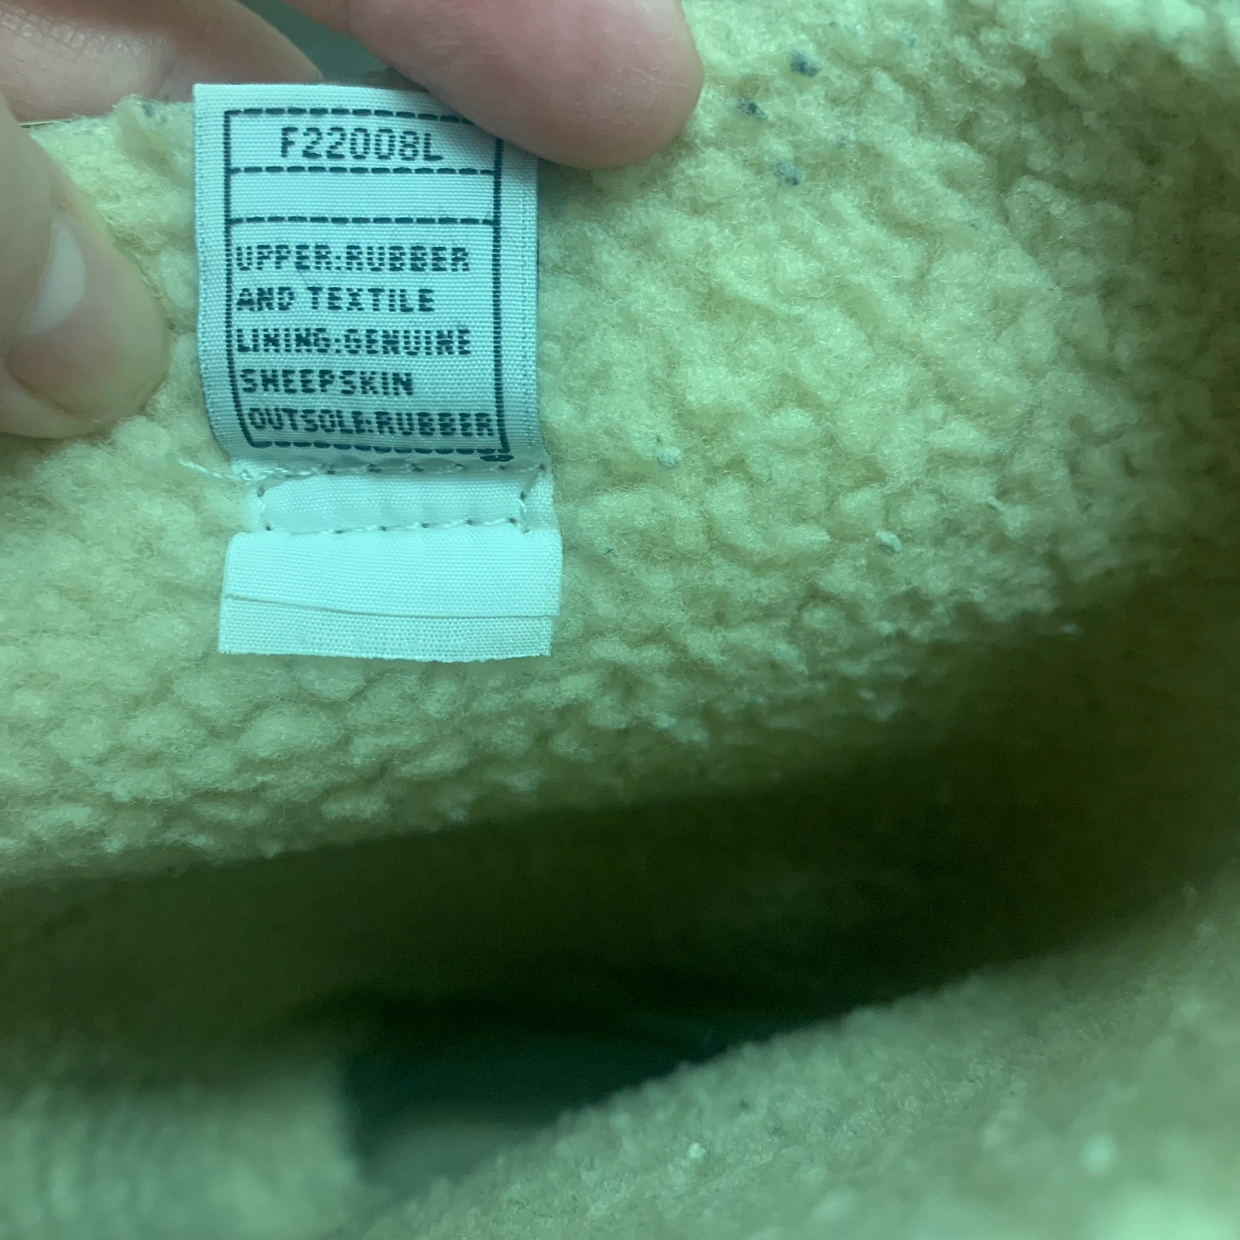 F22008L
UPPER:RUBBER
AND TEXTILE
LINING:GENUINE
SHEEPSKIN
OUTSOLE:RUBBER